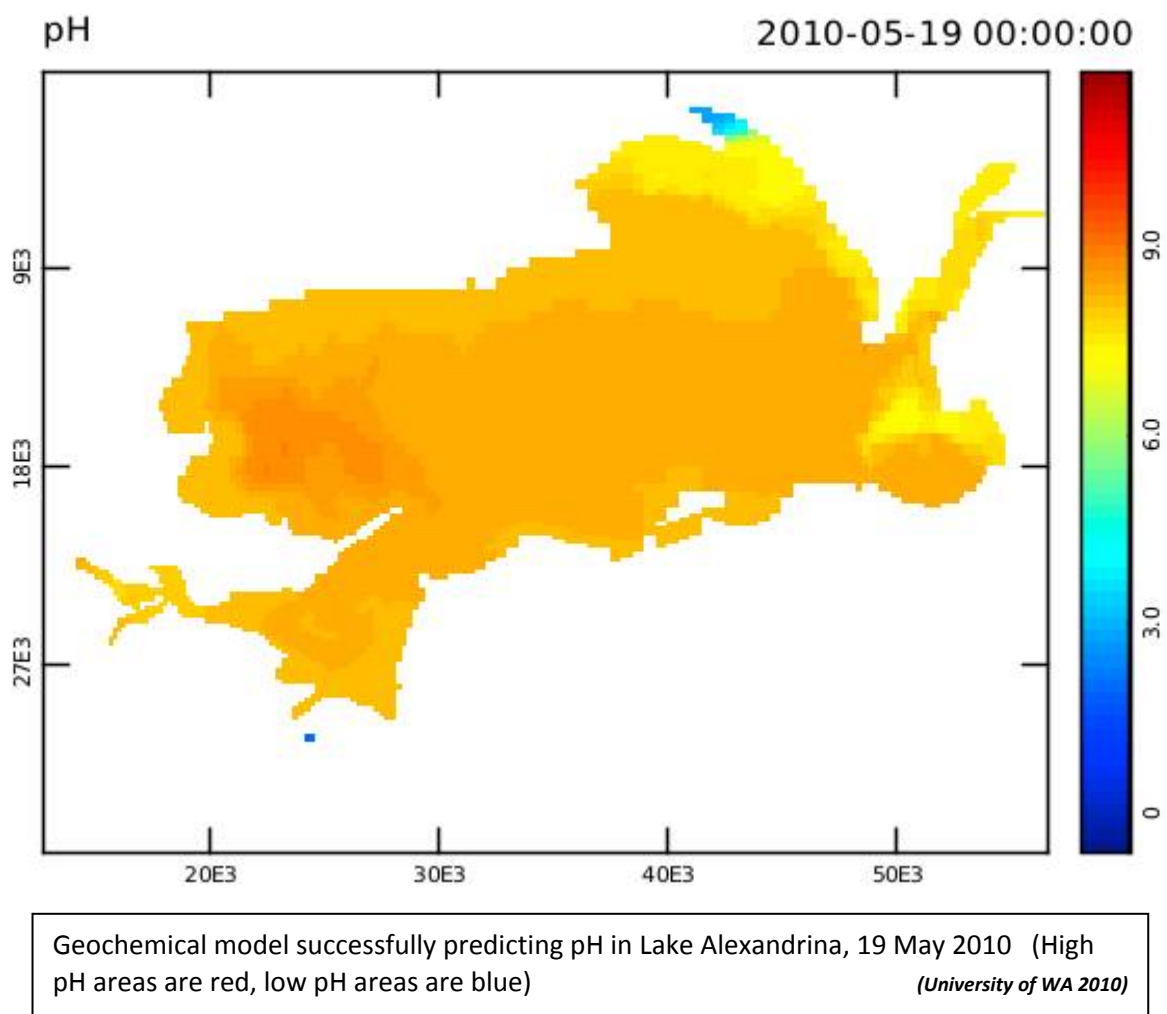 pH
2010-05-19 00:00:00
9E3
18E3
27E3
20E3
30E3
40E3
50E3
9.0
6.0
3.0
0
Geochemical model successfully predicting pH in Lake Alexandrina, 19 May 2010 (High
pH areas are red, low pH areas are blue)
(University of WA 2010)